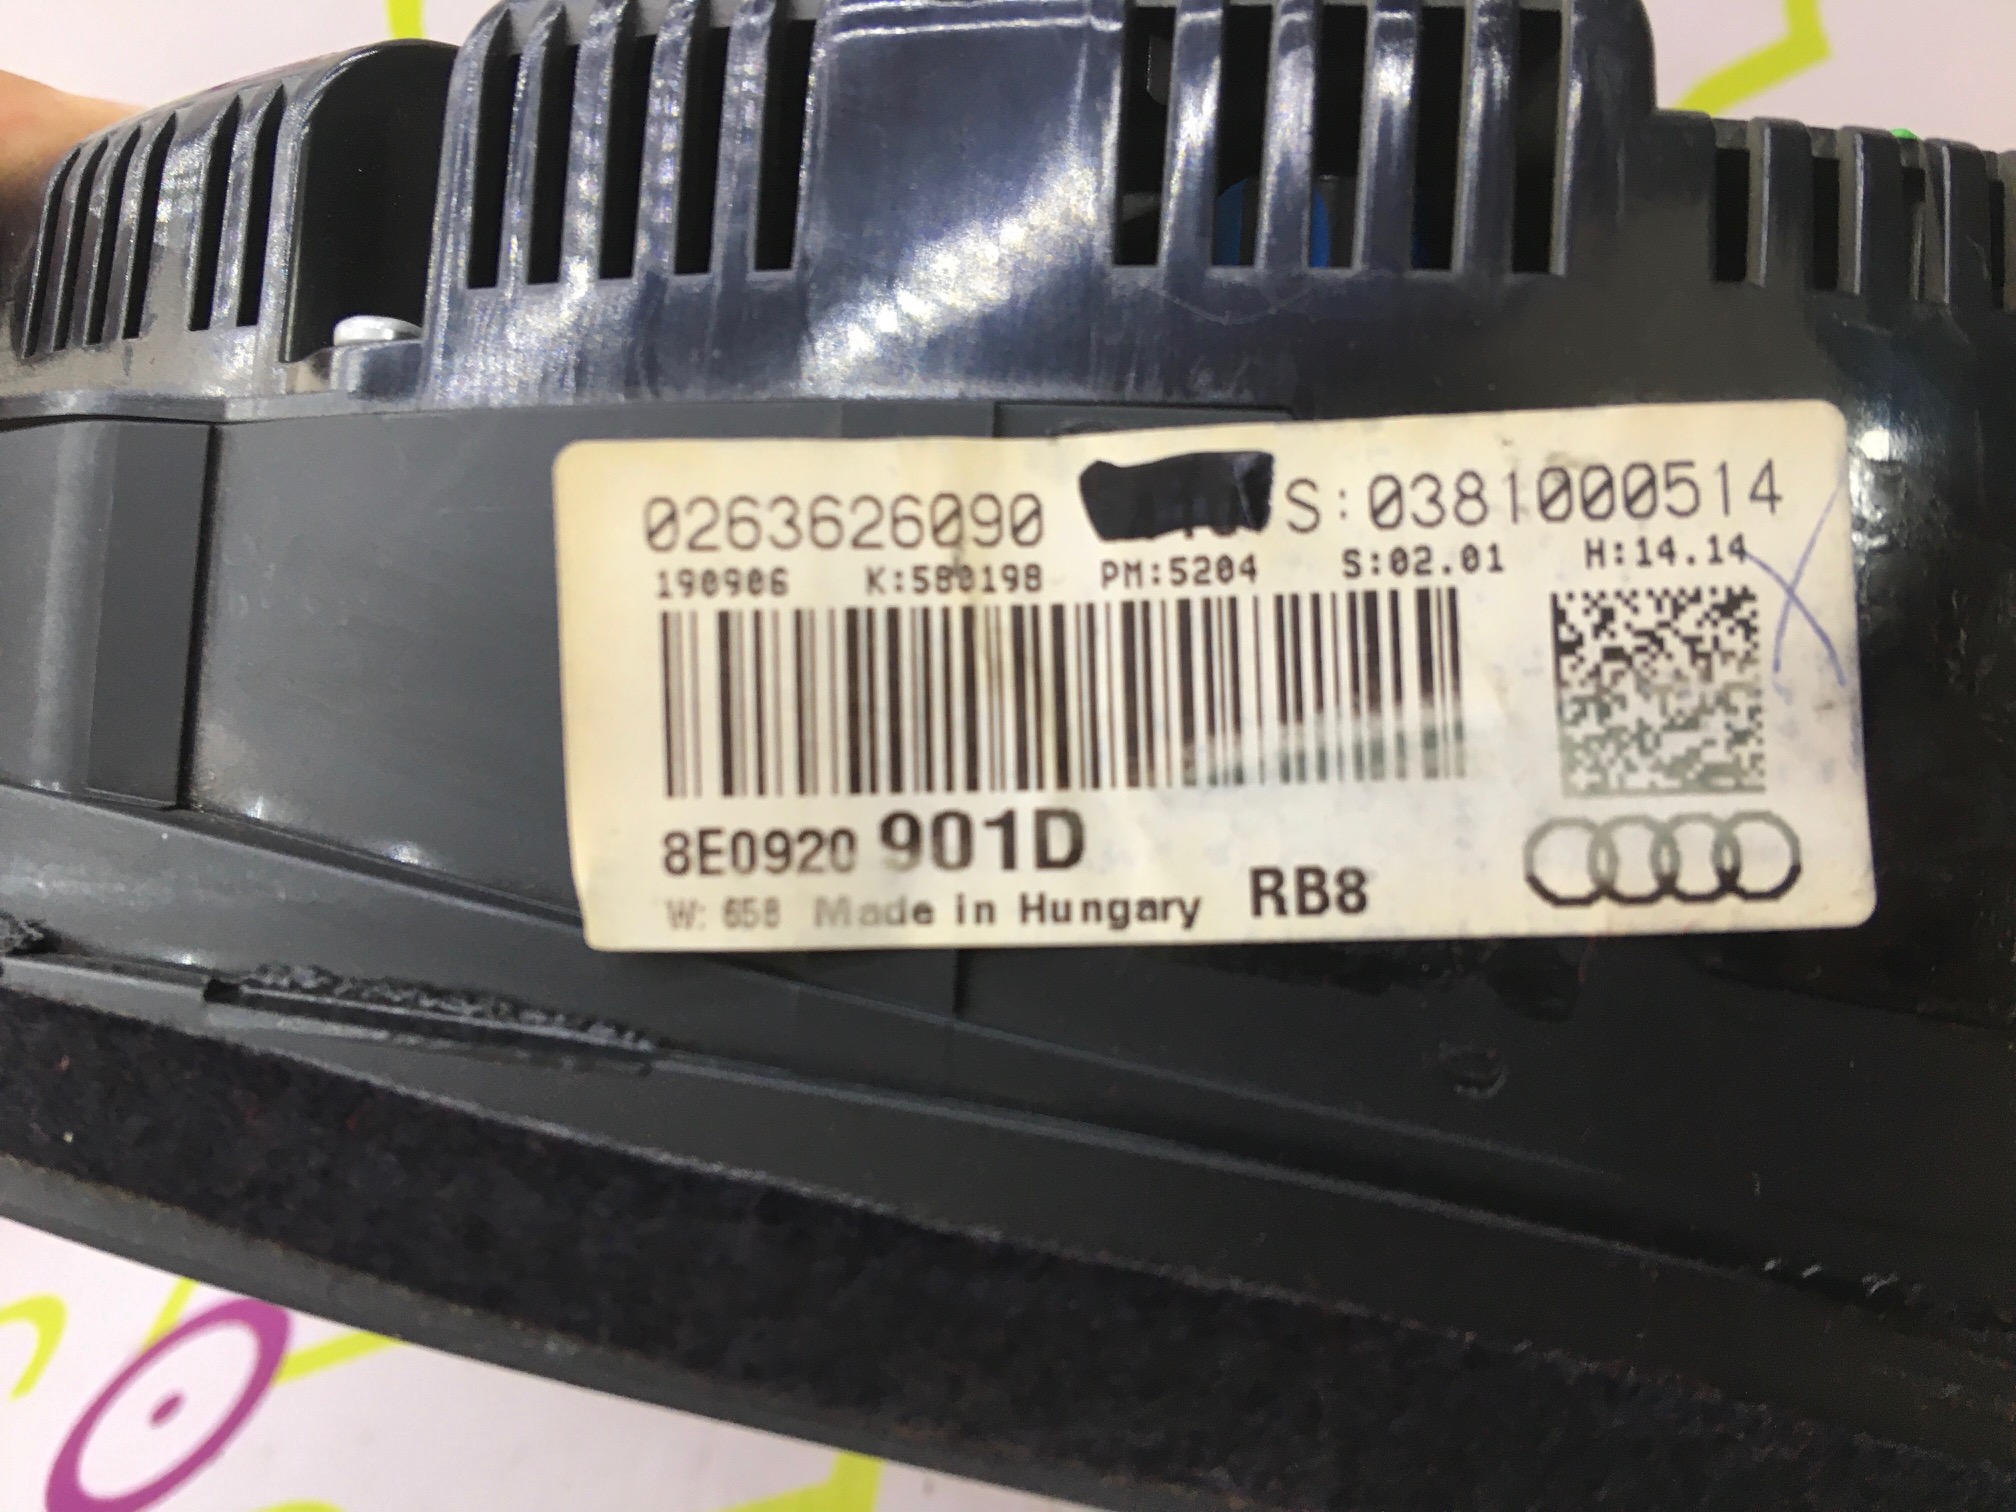 0263626090 S:0381000514
190906 K:580198 PM:5204 S:02.01 H:14.14
8E0920 901D
W: 658 Made in Hungary RB8